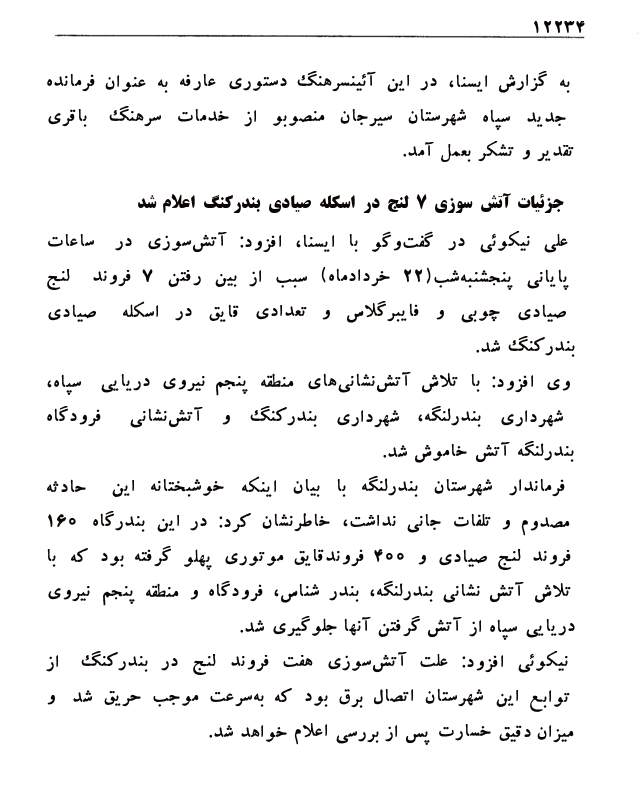 ۱۲۲۳۴
به گزارش ایسنا، در این آئینسرهنگ دستوری عارفه به عنوان فرمانده
جدید سپاه شهرستان سیرجان منصوبو از خدمات سرهنگ باقری
تقدیر و تشکر بعمل آمد.
جزئیات آتش سوزی ۷ لنج در اسکله صیادی بندرکنگ اعلام شد
علی نیکوئی در گفت‌وگو با ایسنا، افزود: آتش‌سوزی در ساعات
پایانی پنجشنبه‌شب(۲۲ خردادماه) سبب از بین رفتن ۷ فروند لنج
صیادی چوبی و فایبرگلاس و تعدادی قایق در اسکله صیادی
بندرکنگ شد.
وی افزود: با تلاش آتش‌نشانی‌های منطقه پنجم نیروی دریایی سپاه،
شهرداری بندرلنگه، شهرداری بندرکنگ و آتش‌نشانی فرودگاه
بندرلنگه آتش خاموش شد.
فرماندار شهرستان بندرلنگه با بیان اینکه خوشبختانه این حادثه
مصدوم و تلفات جانی نداشت، خاطرنشان کرد: در این بندرگاه ۱۶۰
فروند لنج صیادی و ۴۰۰ فروندقایق موتوری پهلو گرفته بود که با
تلاش آتش نشانی بندرلنگه، بندر شناس، فرودگاه و منطقه پنجم نیروی
دریایی سپاه از آتش گرفتن آنها جلوگیری شد.
نیکوئی افزود: علت آتش‌سوزی هفت فروند لنج در بندرکنگ از
توابع این شهرستان اتصال برق بود که به‌سرعت موجب حریق شد و
میزان دقیق خسارت پس از بررسی اعلام خواهد شد.